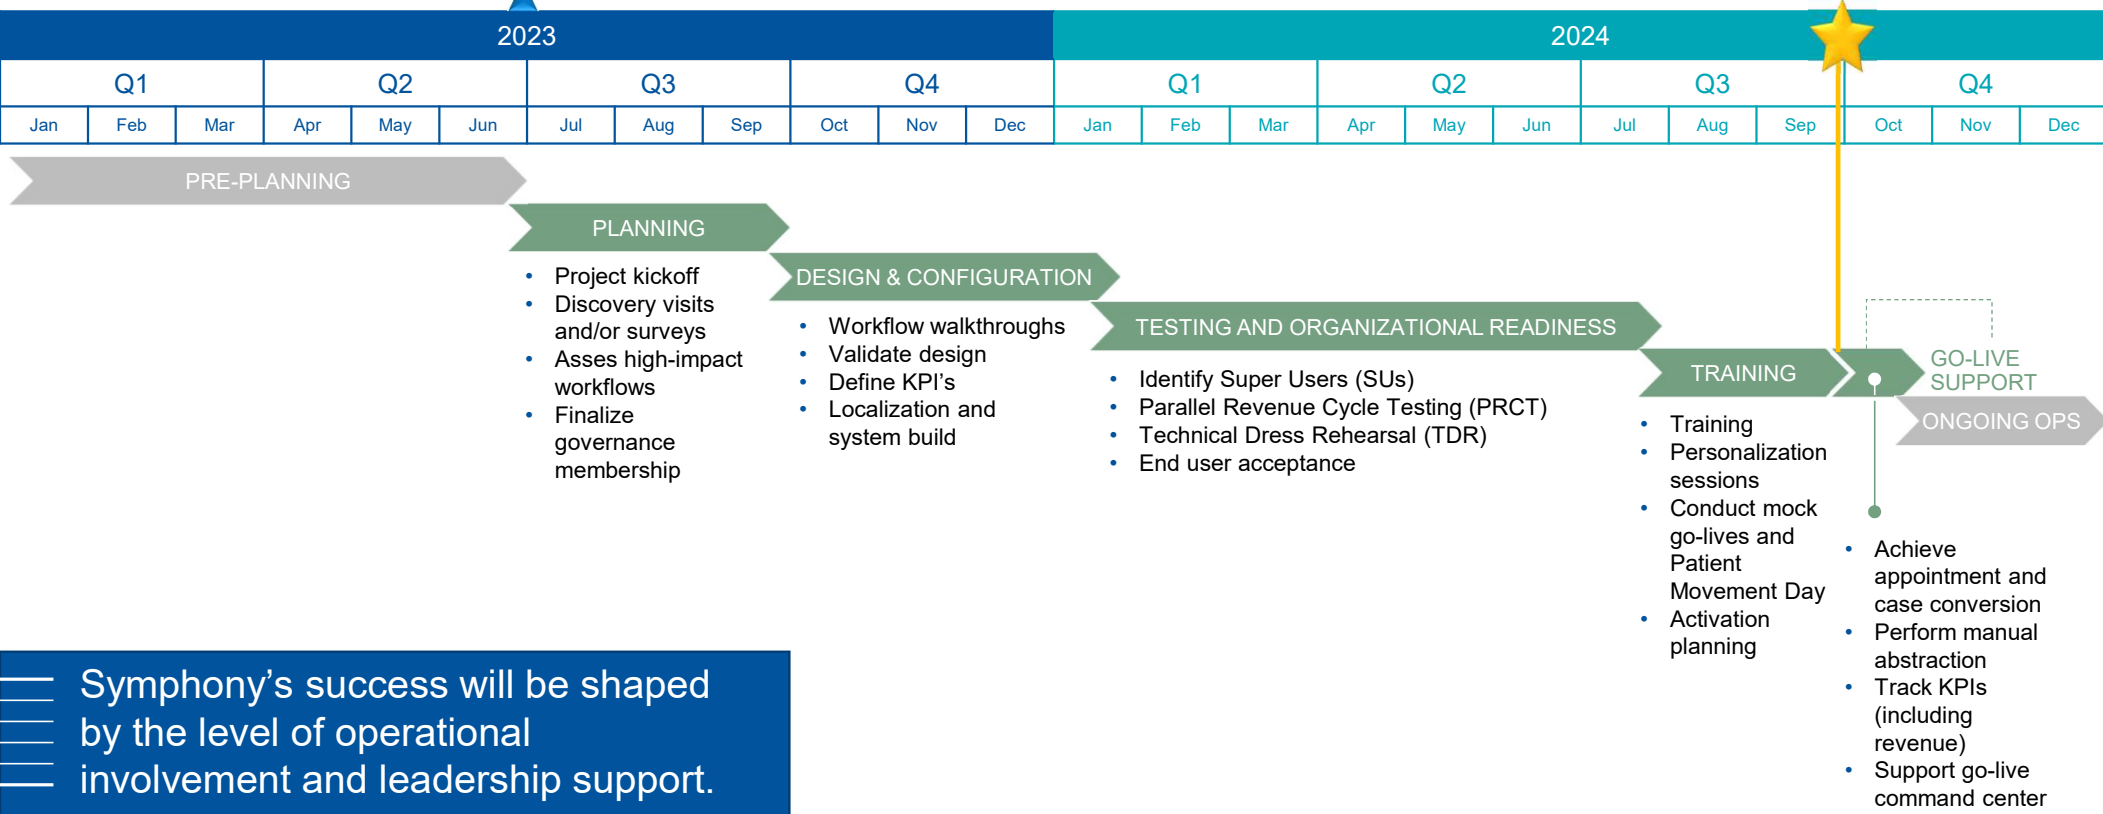 2023
2024
Q1 Q2 Q3 Q4 Q1 Q2 Q3 Q4
Jan Feb Mar Apr May Jun Jul Aug Sep Oct Nov Dec Jan Feb Mar Apr May Jun Jul Aug Sep Oct Nov Dec
PRE-PLANNING
PLANNING
• Project kickoff
• Discovery visits
and/or surveys
• Asses high-impact
workflows
• Finalize
governance
membership
DESIGN & CONFIGURATION
• Workflow walkthroughs
• Validate design
• Define KPI's
• Localization and
system build
TESTING AND ORGANIZATIONAL READINESS
• Identify Super Users (SUs)
• Parallel Revenue Cycle Testing (PRCT)
• Technical Dress Rehearsal (TDR)
• End user acceptance
TRAINING
• Training
• Personalization
sessions
• Conduct mock
go-lives and
Patient
Movement Day
• Activation
planning
GO-LIVE
SUPPORT
ONGOING OPS
• Achieve
appointment and
case conversion
• Perform manual
abstraction
• Track KPIs
(including
revenue)
• Support go-live
command center
Symphony's success will be shaped
by the level of operational
involvement and leadership support.